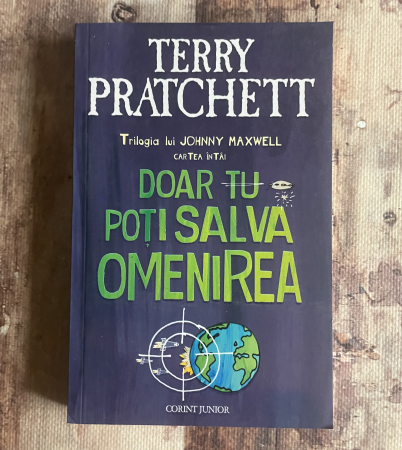 TERRY
PRATCHETT
Trilogia lui JOHNNY MAXWELL
CARTEA ÎNTÂI
DOAR TU
POȚI SALVA
OMENIREA
CORINT JUNIOR